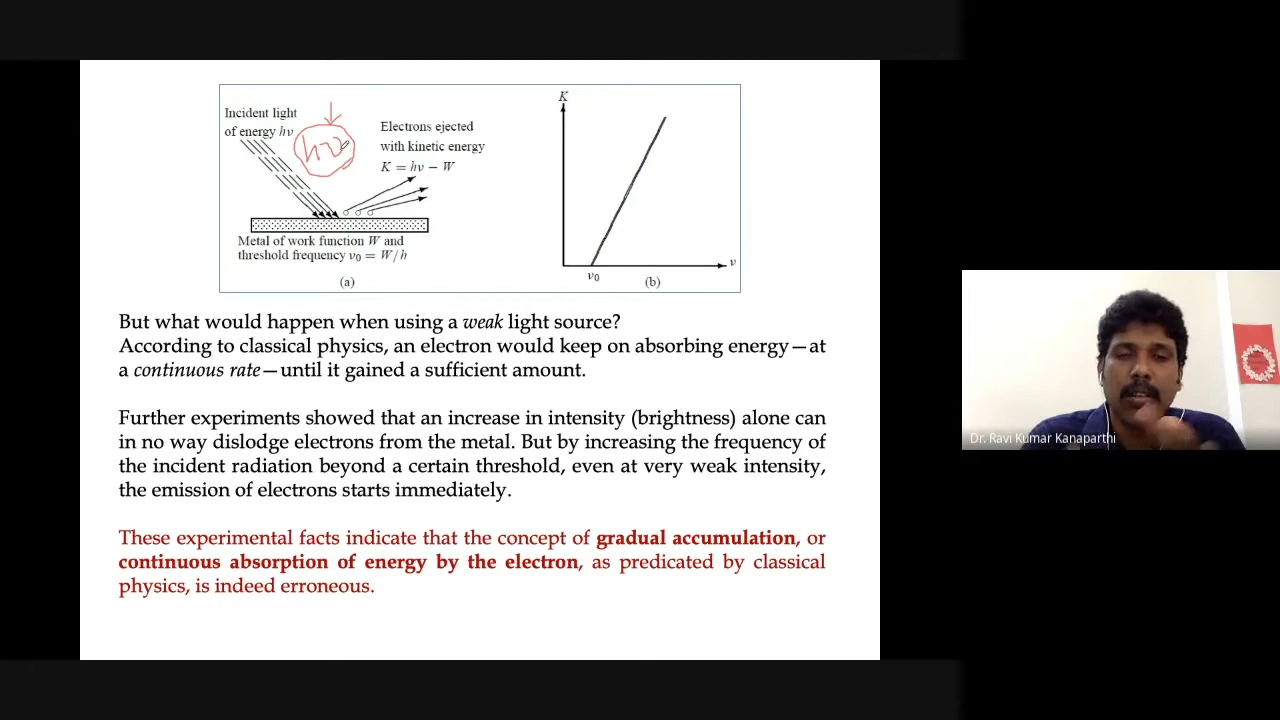 Incident light
of energy hν
hν
Electrons ejected
with kinetic energy
K = hν − W
Metal of work function W and
threshold frequency ν0 = W/h
(a)
K
ν
ν0
(b)
But what would happen when using a weak light source?
According to classical physics, an electron would keep on absorbing energy—at
a continuous rate—until it gained a sufficient amount.
Further experiments showed that an increase in intensity (brightness) alone can
in no way dislodge electrons from the metal. But by increasing the frequency of
the incident radiation beyond a certain threshold, even at very weak intensity,
the emission of electrons starts immediately.
These experimental facts indicate that the concept of gradual accumulation, or
continuous absorption of energy by the electron, as predicated by classical
physics, is indeed erroneous.
Dr. Ravi Kumar Kanaparthi